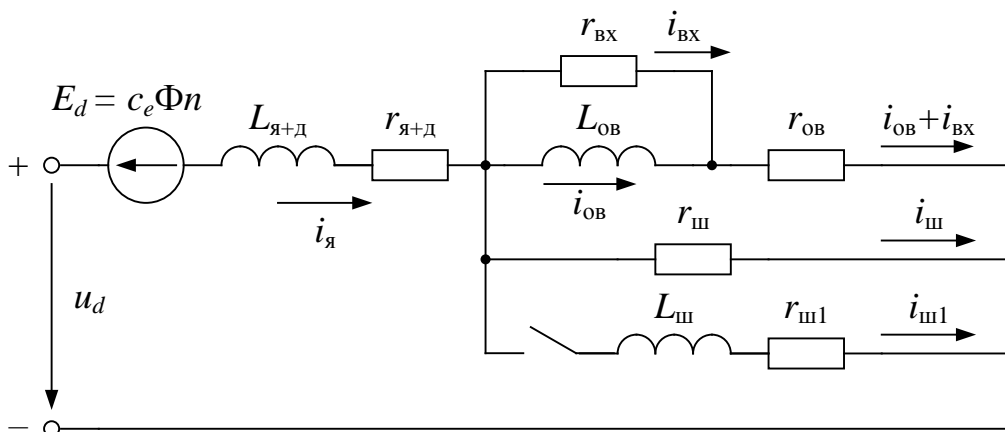 r_вх
i_вх
E_d = c_eΦn
L_я+д
r_я+д
L_ов
r_ов
i_ов+i_вх
+
i_я
i_ов
r_ш
i_ш
u_d
L_ш
r_ш1
i_ш1
−